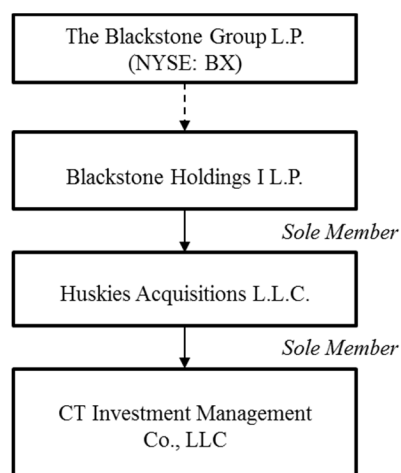 The Blackstone Group L.P.
(NYSE: BX)
Blackstone Holdings I L.P.
Sole Member
Huskies Acquisitions L.L.C.
Sole Member
CT Investment Management
Co., LLC